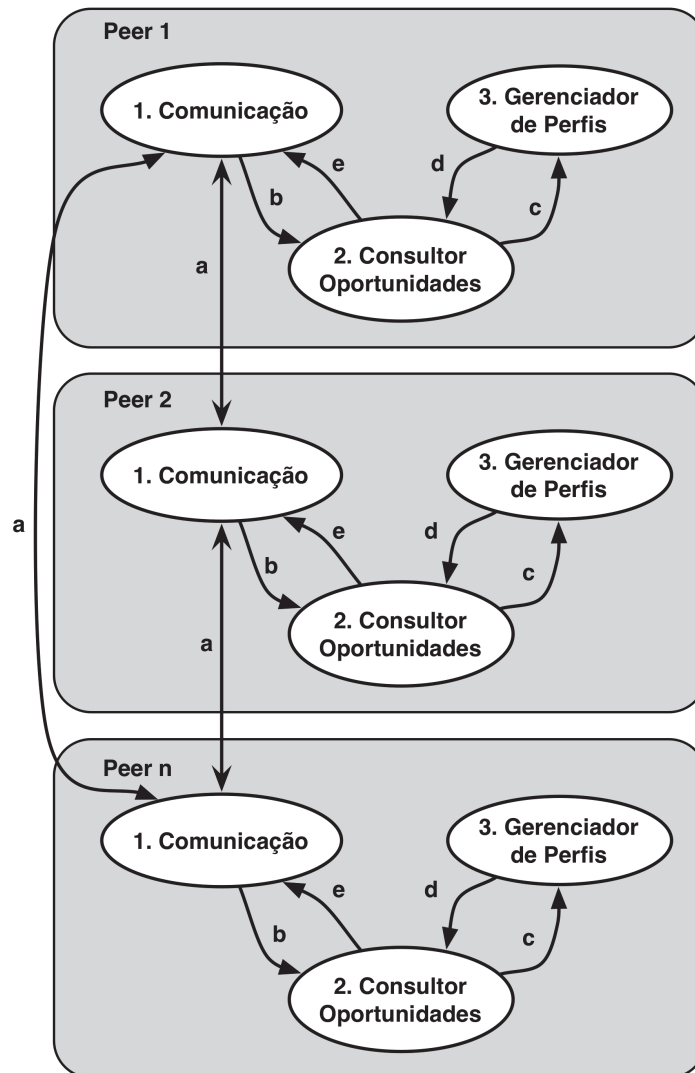 Peer 1
1. Comunicação
3. Gerenciador
de Perfis
d
e
b
c
2. Consultor
Oportunidades
a
Peer 2
1. Comunicação
3. Gerenciador
de Perfis
a
e
d
b
c
2. Consultor
Oportunidades
a
Peer n
1. Comunicação
3. Gerenciador
de Perfis
e
d
b
c
2. Consultor
Oportunidades